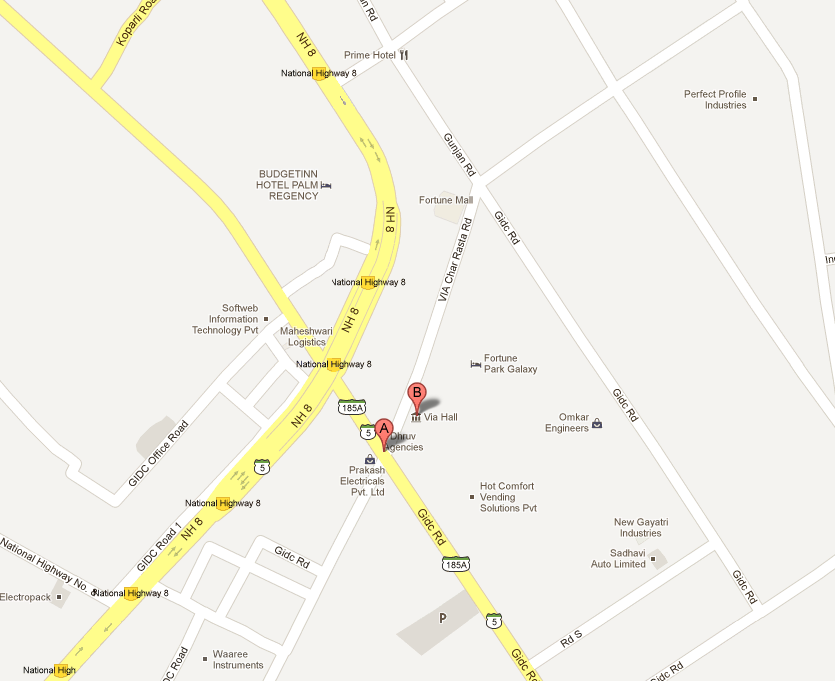 Koparli Road
NH 8
un Rd
Prime Hotel
National Highway 8
Perfect Profile
Industries
Gunjan Rd
BUDGETINN
HOTEL PALM
REGENCY
Fortune Mall
NH 8
Gidc Rd
VIA Char Rasta Rd
National Highway 8
Softweb
Information
Technology Pvt
NH 8
Maheshwari
Logistics
National Highway 8
Fortune
Park Galaxy
B
185A
NH 8
Via Hall
Gidc Rd
Omkar
Engineers
A
5
Dhruv
Agencies
GIDC Office Road
5
Prakash
Electricals
Pvt. Ltd
Hot Comfort
Vending
Solutions Pvt
National Highway 8
NH 8
Gidc Rd
New Gayatri
Industries
GIDC Road 1
National Highway No. 8
Gidc Rd
185A
Sadhavi
Auto Limited
Gidc Rd
Electropack
National Highway 8
P
5
Rd S
Waaree
Instruments
DC Road
National High
Gidc Rd
Gidc Rd